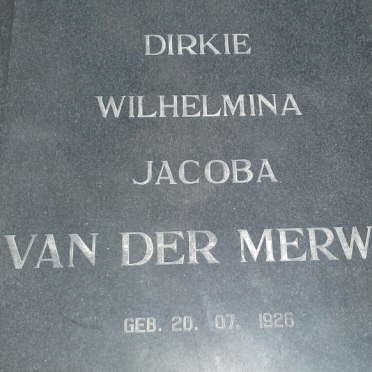 DIRKIE
WILHELMINA
JACOBA
VAN DER MERW
GEB. 20. 07. 1926